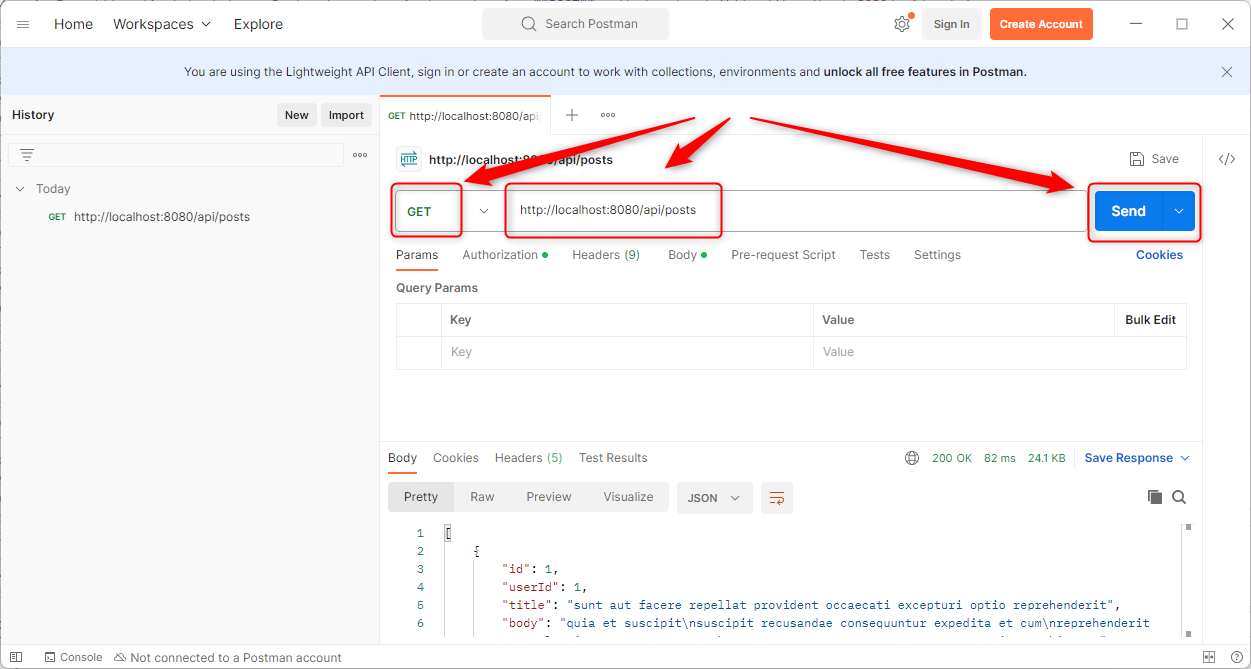 Home Workspaces Explore Search Postman Sign In Create Account
You are using the Lightweight API Client, sign in or create an account to work with collections, environments and unlock all free features in Postman.
History New Import
GET http://localhost:8080/api/
HTTP http://localhost:8080/api/posts Save </>
Today
GET http://localhost:8080/api/posts
GET http://localhost:8080/api/posts Send
Params Authorization Headers (9) Body Pre-request Script Tests Settings Cookies
Query Params
Key Value Bulk Edit
Key Value
Body Cookies Headers (5) Test Results 200 OK 82 ms 24.1 KB Save Response
Pretty Raw Preview Visualize JSON
1 [
2 {
3 "id": 1,
4 "userId": 1,
5 "title": "sunt aut facere repellat provident occaecati excepturi optio reprehenderit",
6 "body": "quia et suscipit\nsuscipit recusandae consequuntur expedita et cum\nreprehenderit
Console Not connected to a Postman account